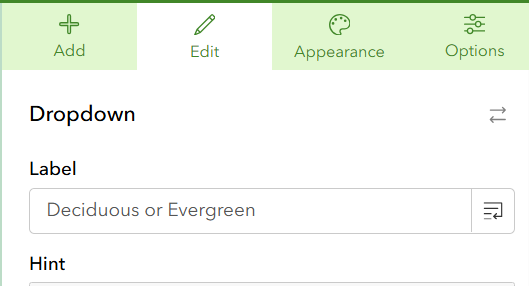 Add Edit Appearance Options
Dropdown
Label
Deciduous or Evergreen
Hint